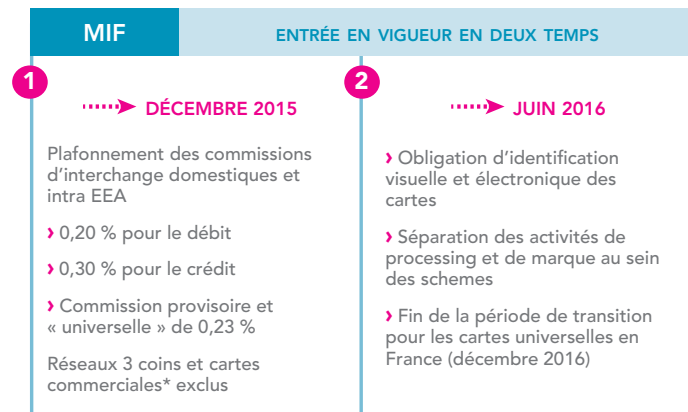 MIF
ENTRÉE EN VIGUEUR EN DEUX TEMPS
1
DÉCEMBRE 2015
Plafonnement des commissions
d’interchange domestiques et
intra EEA
› 0,20 % pour le débit
› 0,30 % pour le crédit
› Commission provisoire et
« universelle » de 0,23 %
Réseaux 3 coins et cartes
commerciales* exclus
2
JUIN 2016
› Obligation d’identification
visuelle et électronique des
cartes
› Séparation des activités de
processing et de marque au sein
des schemes
› Fin de la période de transition
pour les cartes universelles en
France (décembre 2016)